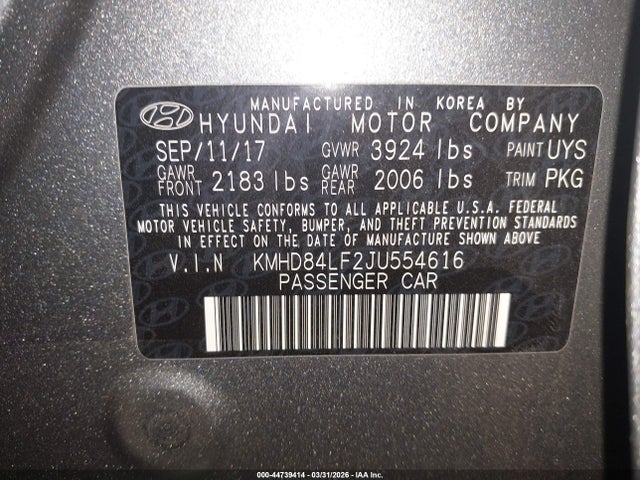 MANUFACTURED IN KOREA BY
HYUNDAI MOTOR COMPANY
SEP/11/17 GVWR 3924 lbs PAINT UYS
GAWR FRONT 2183 lbs GAWR REAR 2006 lbs TRIM PKG
THIS VEHICLE CONFORMS TO ALL APPLICABLE U.S.A. FEDERAL
MOTOR VEHICLE SAFETY, BUMPER, AND THEFT PREVENTION STANDARDS
IN EFFECT ON THE DATE OF MANUFACTURE SHOWN ABOVE
V.I.N KMHD84LF2JU554616
PASSENGER CAR
000-44739414 | 03/31/2026 | IAA Inc.